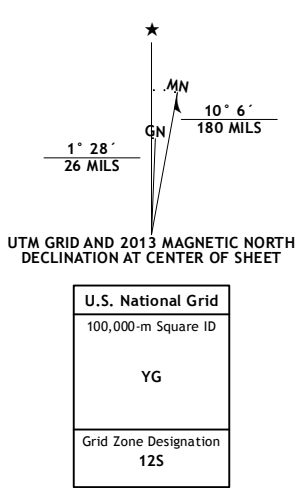 ★
MN
GN
10° 6´
180 MILS
1° 28´
26 MILS
UTM GRID AND 2013 MAGNETIC NORTH
DECLINATION AT CENTER OF SHEET
U.S. National Grid
100,000-m Square ID
YG
Grid Zone Designation
12S